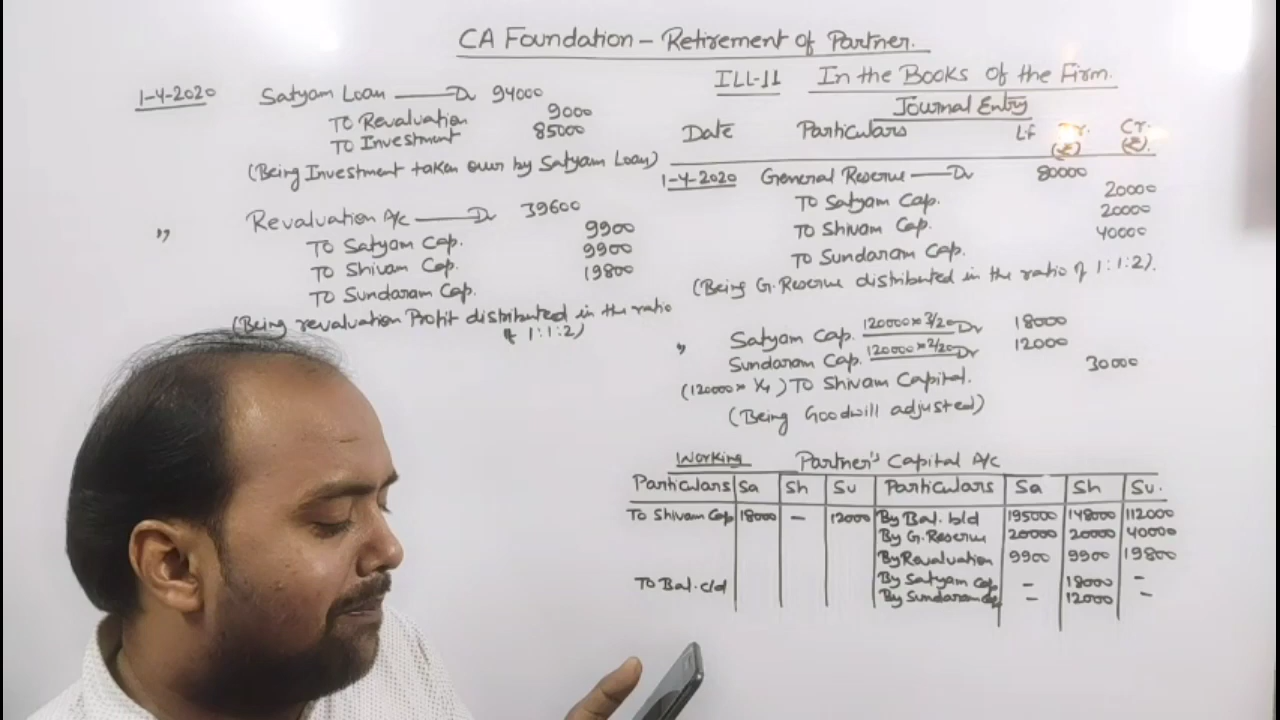 CA Foundation – Retirement of Partner.
1-4-2020 Satyam Loan Dr 94000
To Revaluation 9000
To Investment 85000
(Being Investment taken over by Satyam Loan)
" Revaluation A/c Dr 39600
To Satyam Cap. 9900
To Shivam Cap. 9900
To Sundaram Cap. 19800
(Being revaluation Profit distributed in the ratio
of 1:1:2)
ILL-11 In the Books of the Firm.
Journal Entry
Date Particulars Lf Dr. (₹) Cr. (₹).
1-4-2020 General Reserve Dr 80000
To Satyam Cap. 20000
To Shivam Cap. 20000
To Sundaram Cap. 40000
(Being G. Reserve distributed in the ratio of 1:1:2).
" Satyam Cap. 120000×3/20 Dr 18000
Sundaram Cap. 120000×2/20 Dr 12000
(120000× 1/4) To Shivam Capital. 30000
(Being Goodwill adjusted)
Working Partner's Capital A/c
Particulars Sa Sh Su Particulars Sa Sh Su.
To Shivam Cap 18000 – 12000 By Bal. b/d 195000 148000 112000
By G. Reserve 20000 20000 40000
By Revaluation 9900 9900 19800
To Bal. c/d By Satyam Cap – 18000 –
By Sundaram Cap – 12000 –